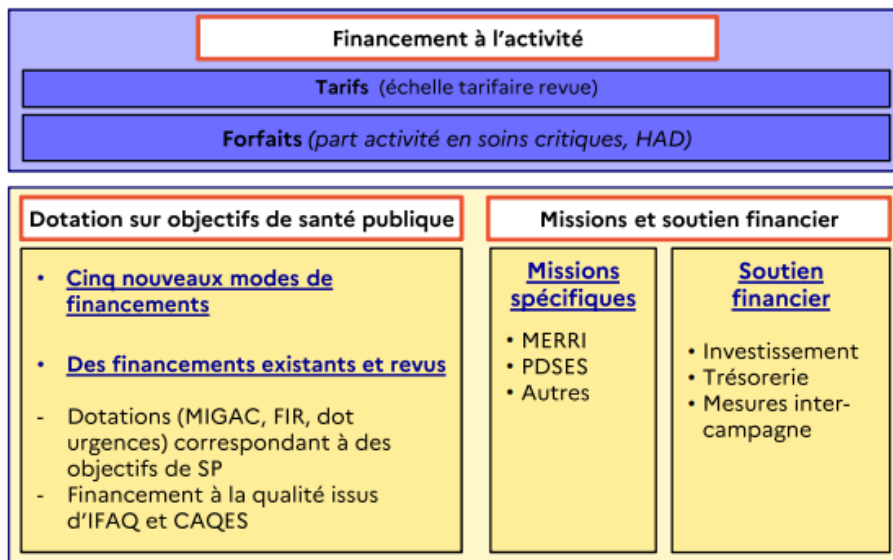 Financement à l'activité
Tarifs (échelle tarifaire revue)
Forfaits (part activité en soins critiques, HAD)
Dotation sur objectifs de santé publique
• Cinq nouveaux modes de
financements
• Des financements existants et revus
- Dotations (MIGAC, FIR, dot
urgences) correspondant à des
objectifs de SP
- Financement à la qualité issus
d'IFAQ et CAQES
Missions et soutien financier
Missions
spécifiques
• MERRI
• PDSES
• Autres
Soutien
financier
• Investissement
• Trésorerie
• Mesures inter-
campagne